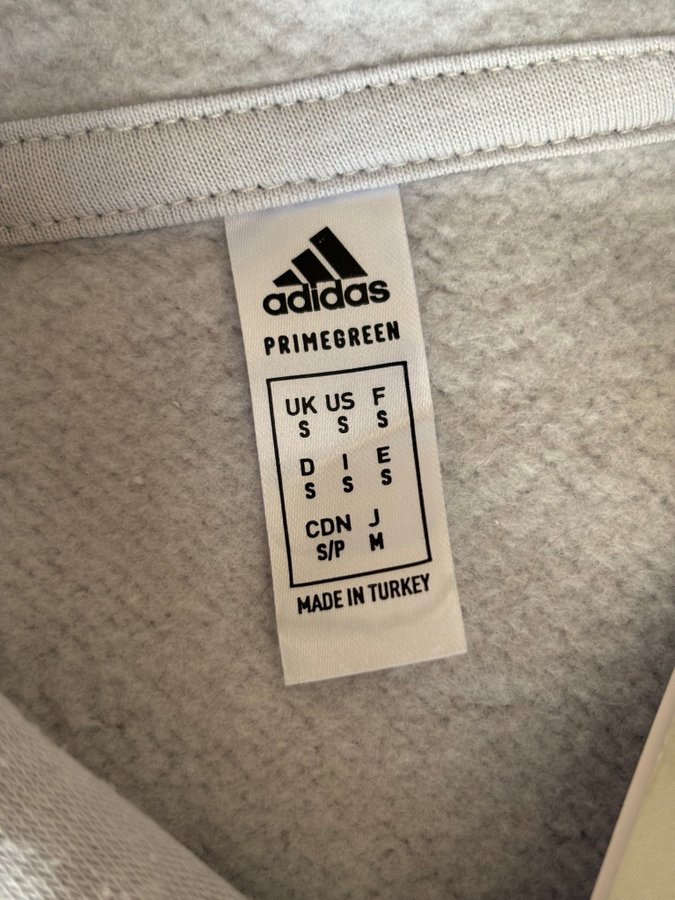 adidas
PRIMEGREEN
UK US F
S S S
D I E
S S S
CDN J
S/P M
MADE IN TURKEY